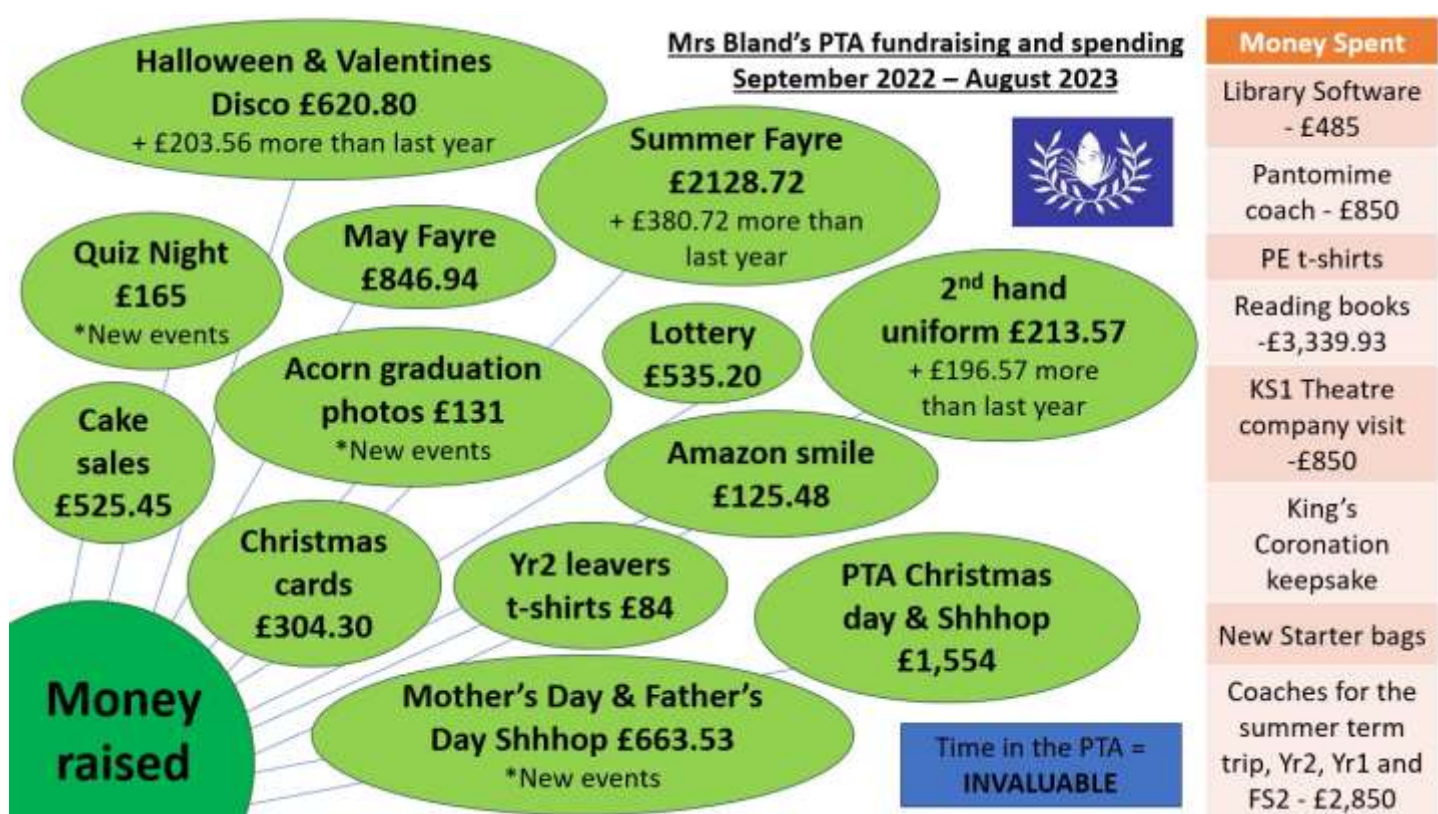 Mrs Bland's PTA fundraising and spending
September 2022 – August 2023
Halloween & Valentines
Disco £620.80
+ £203.56 more than last year
Summer Fayre
£2128.72
+ £380.72 more than
last year
Quiz Night
£165
*New events
May Fayre
£846.94
2nd hand
uniform £213.57
+ £196.57 more
than last year
Lottery
£535.20
Acorn graduation
photos £131
*New events
Cake
sales
£525.45
Amazon smile
£125.48
Christmas
cards
£304.30
Yr2 leavers
t-shirts £84
PTA Christmas
day & Shhhop
£1,554
Mother's Day & Father's
Day Shhhop £663.53
*New events
Money
raised
Time in the PTA =
INVALUABLE
Money Spent
Library Software
- £485
Pantomime
coach - £850
PE t-shirts
Reading books
-£3,339.93
KS1 Theatre
company visit
-£850
King's
Coronation
keepsake
New Starter bags
Coaches for the
summer term
trip, Yr2, Yr1 and
FS2 - £2,850